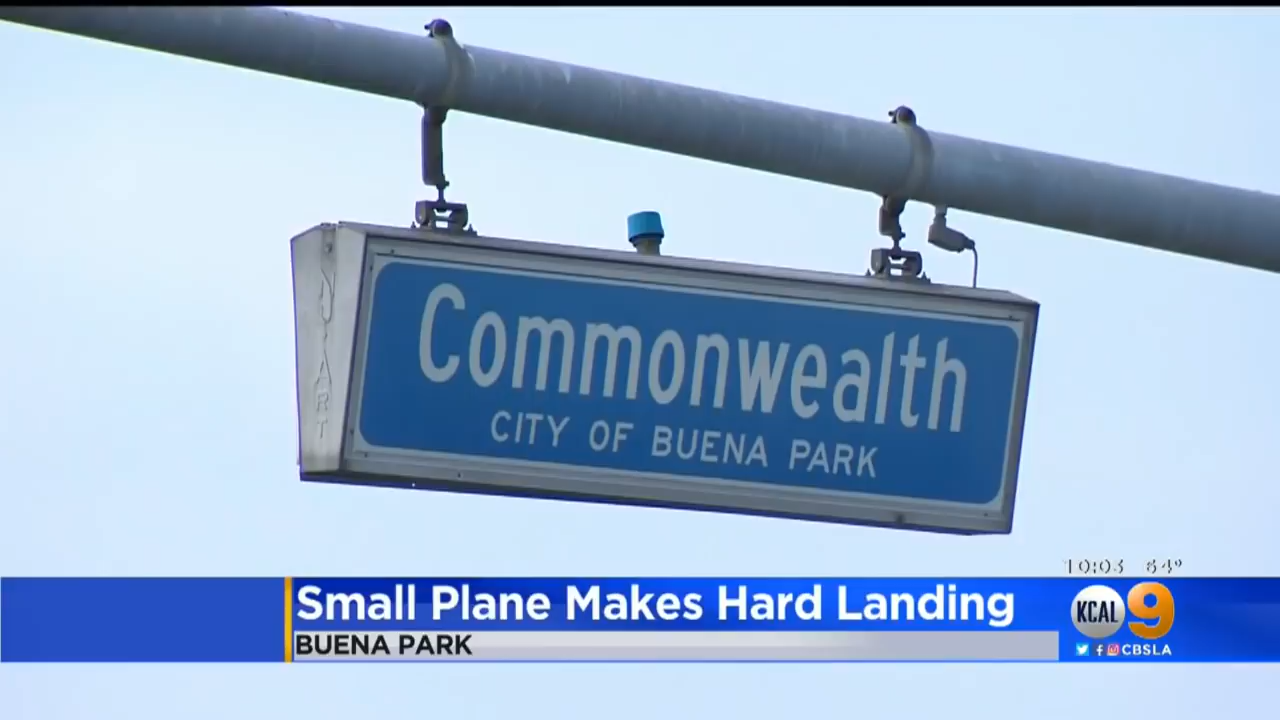 Commonwealth
CITY OF BUENA PARK
10:03 64°
Small Plane Makes Hard Landing
BUENA PARK
KCAL 9
CBSLA